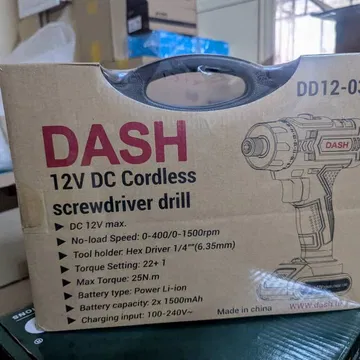 DD12-03
DASH
12V DC Cordless
screwdriver drill
▶ DC 12V max.
▶ No-load Speed: 0-400/0-1500rpm
▶ Tool holder: Hex Driver 1/4""(6.35mm)
▶ Torque Setting: 22+1
▶ Max Torque: 25N.m
▶ Battery type: Power Li-ion
▶ Battery capacity: 2x 1500mAh
▶ Charging input: 100-240V~
DASH
Made in china
www.dash.